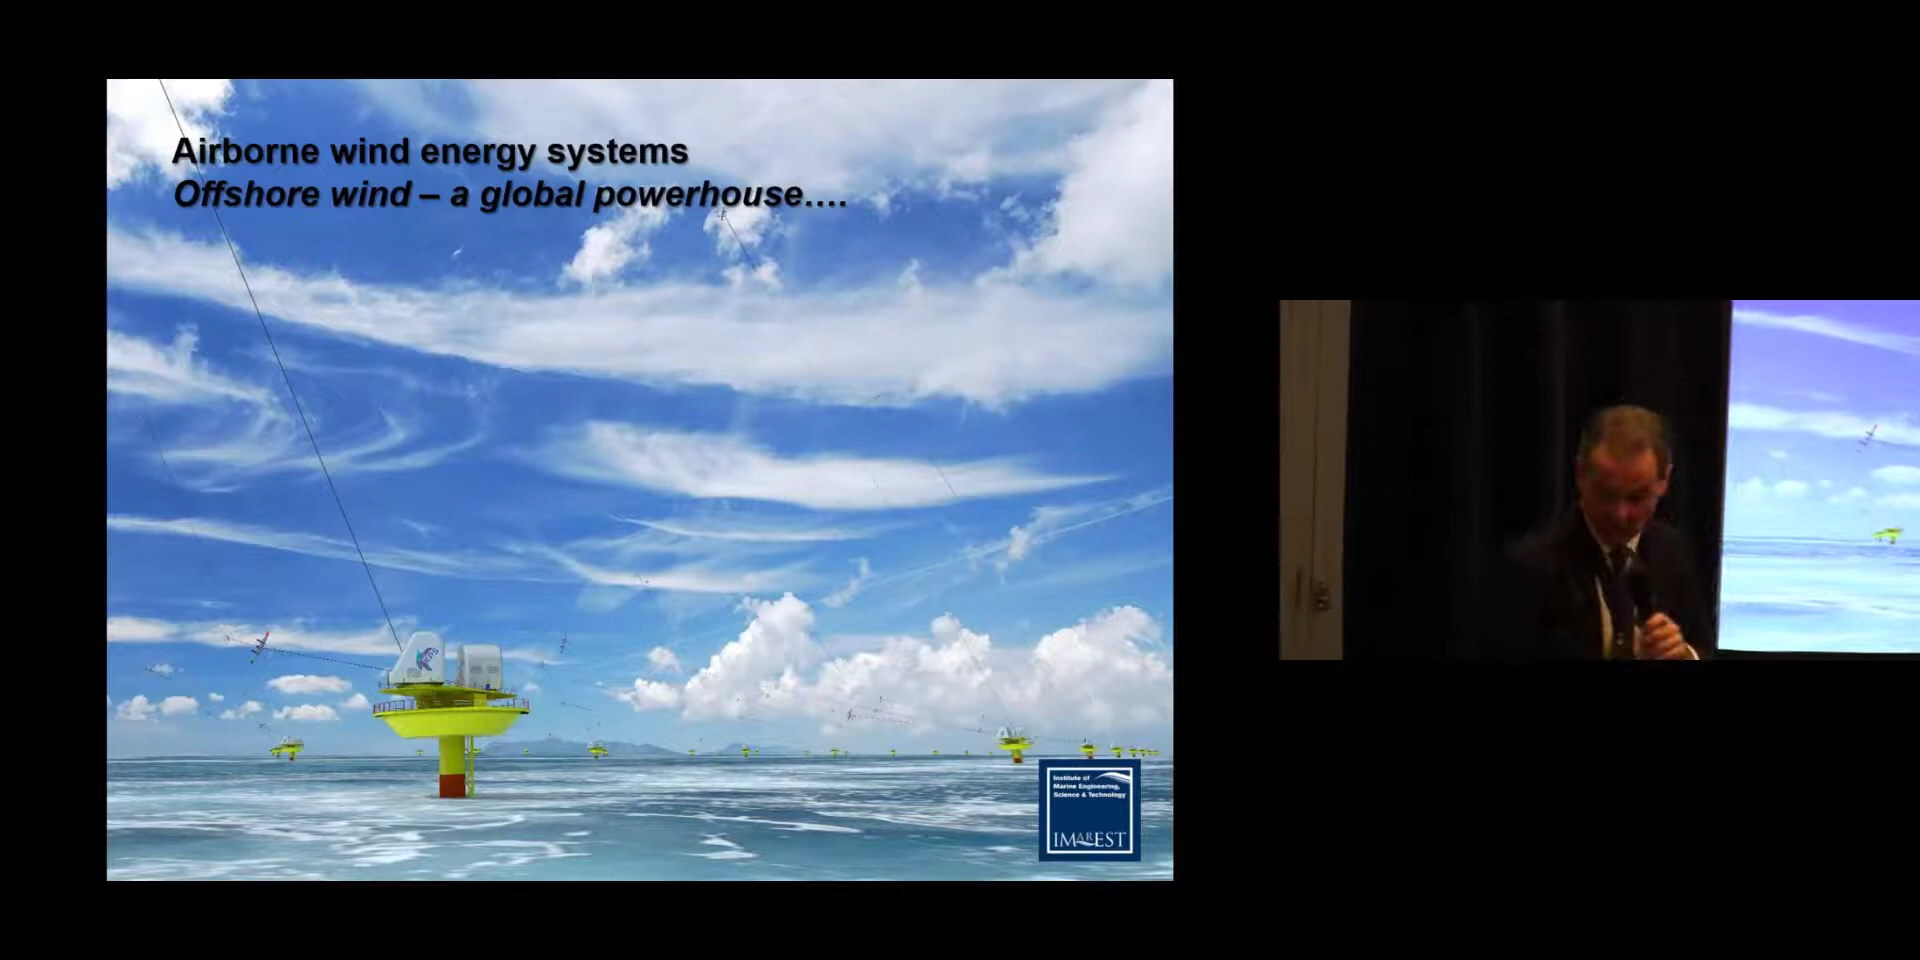 Airborne wind energy systems
Offshore wind – a global powerhouse….
Institute of
Marine Engineering,
Science & Technology
IMarEST